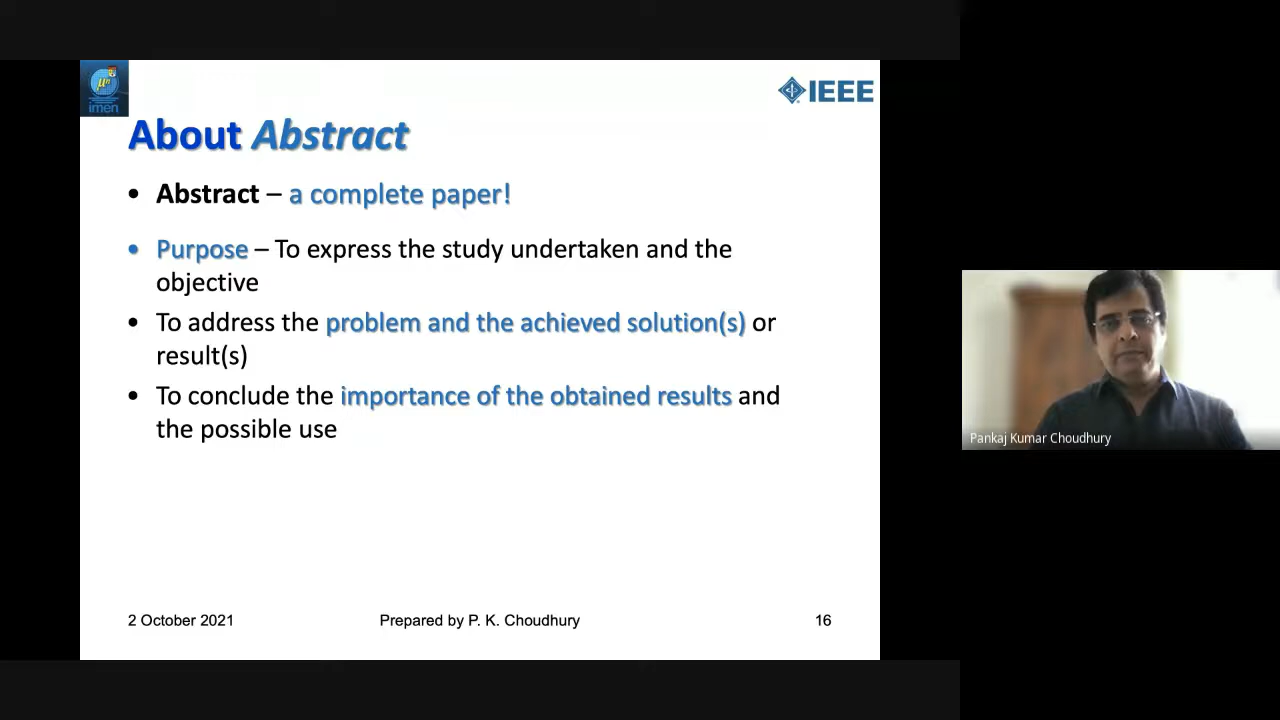 μn
imen
IEEE
About Abstract
• Abstract – a complete paper!
• Purpose – To express the study undertaken and the
objective
• To address the problem and the achieved solution(s) or
result(s)
• To conclude the importance of the obtained results and
the possible use
Pankaj Kumar Choudhury
2 October 2021
Prepared by P. K. Choudhury
16